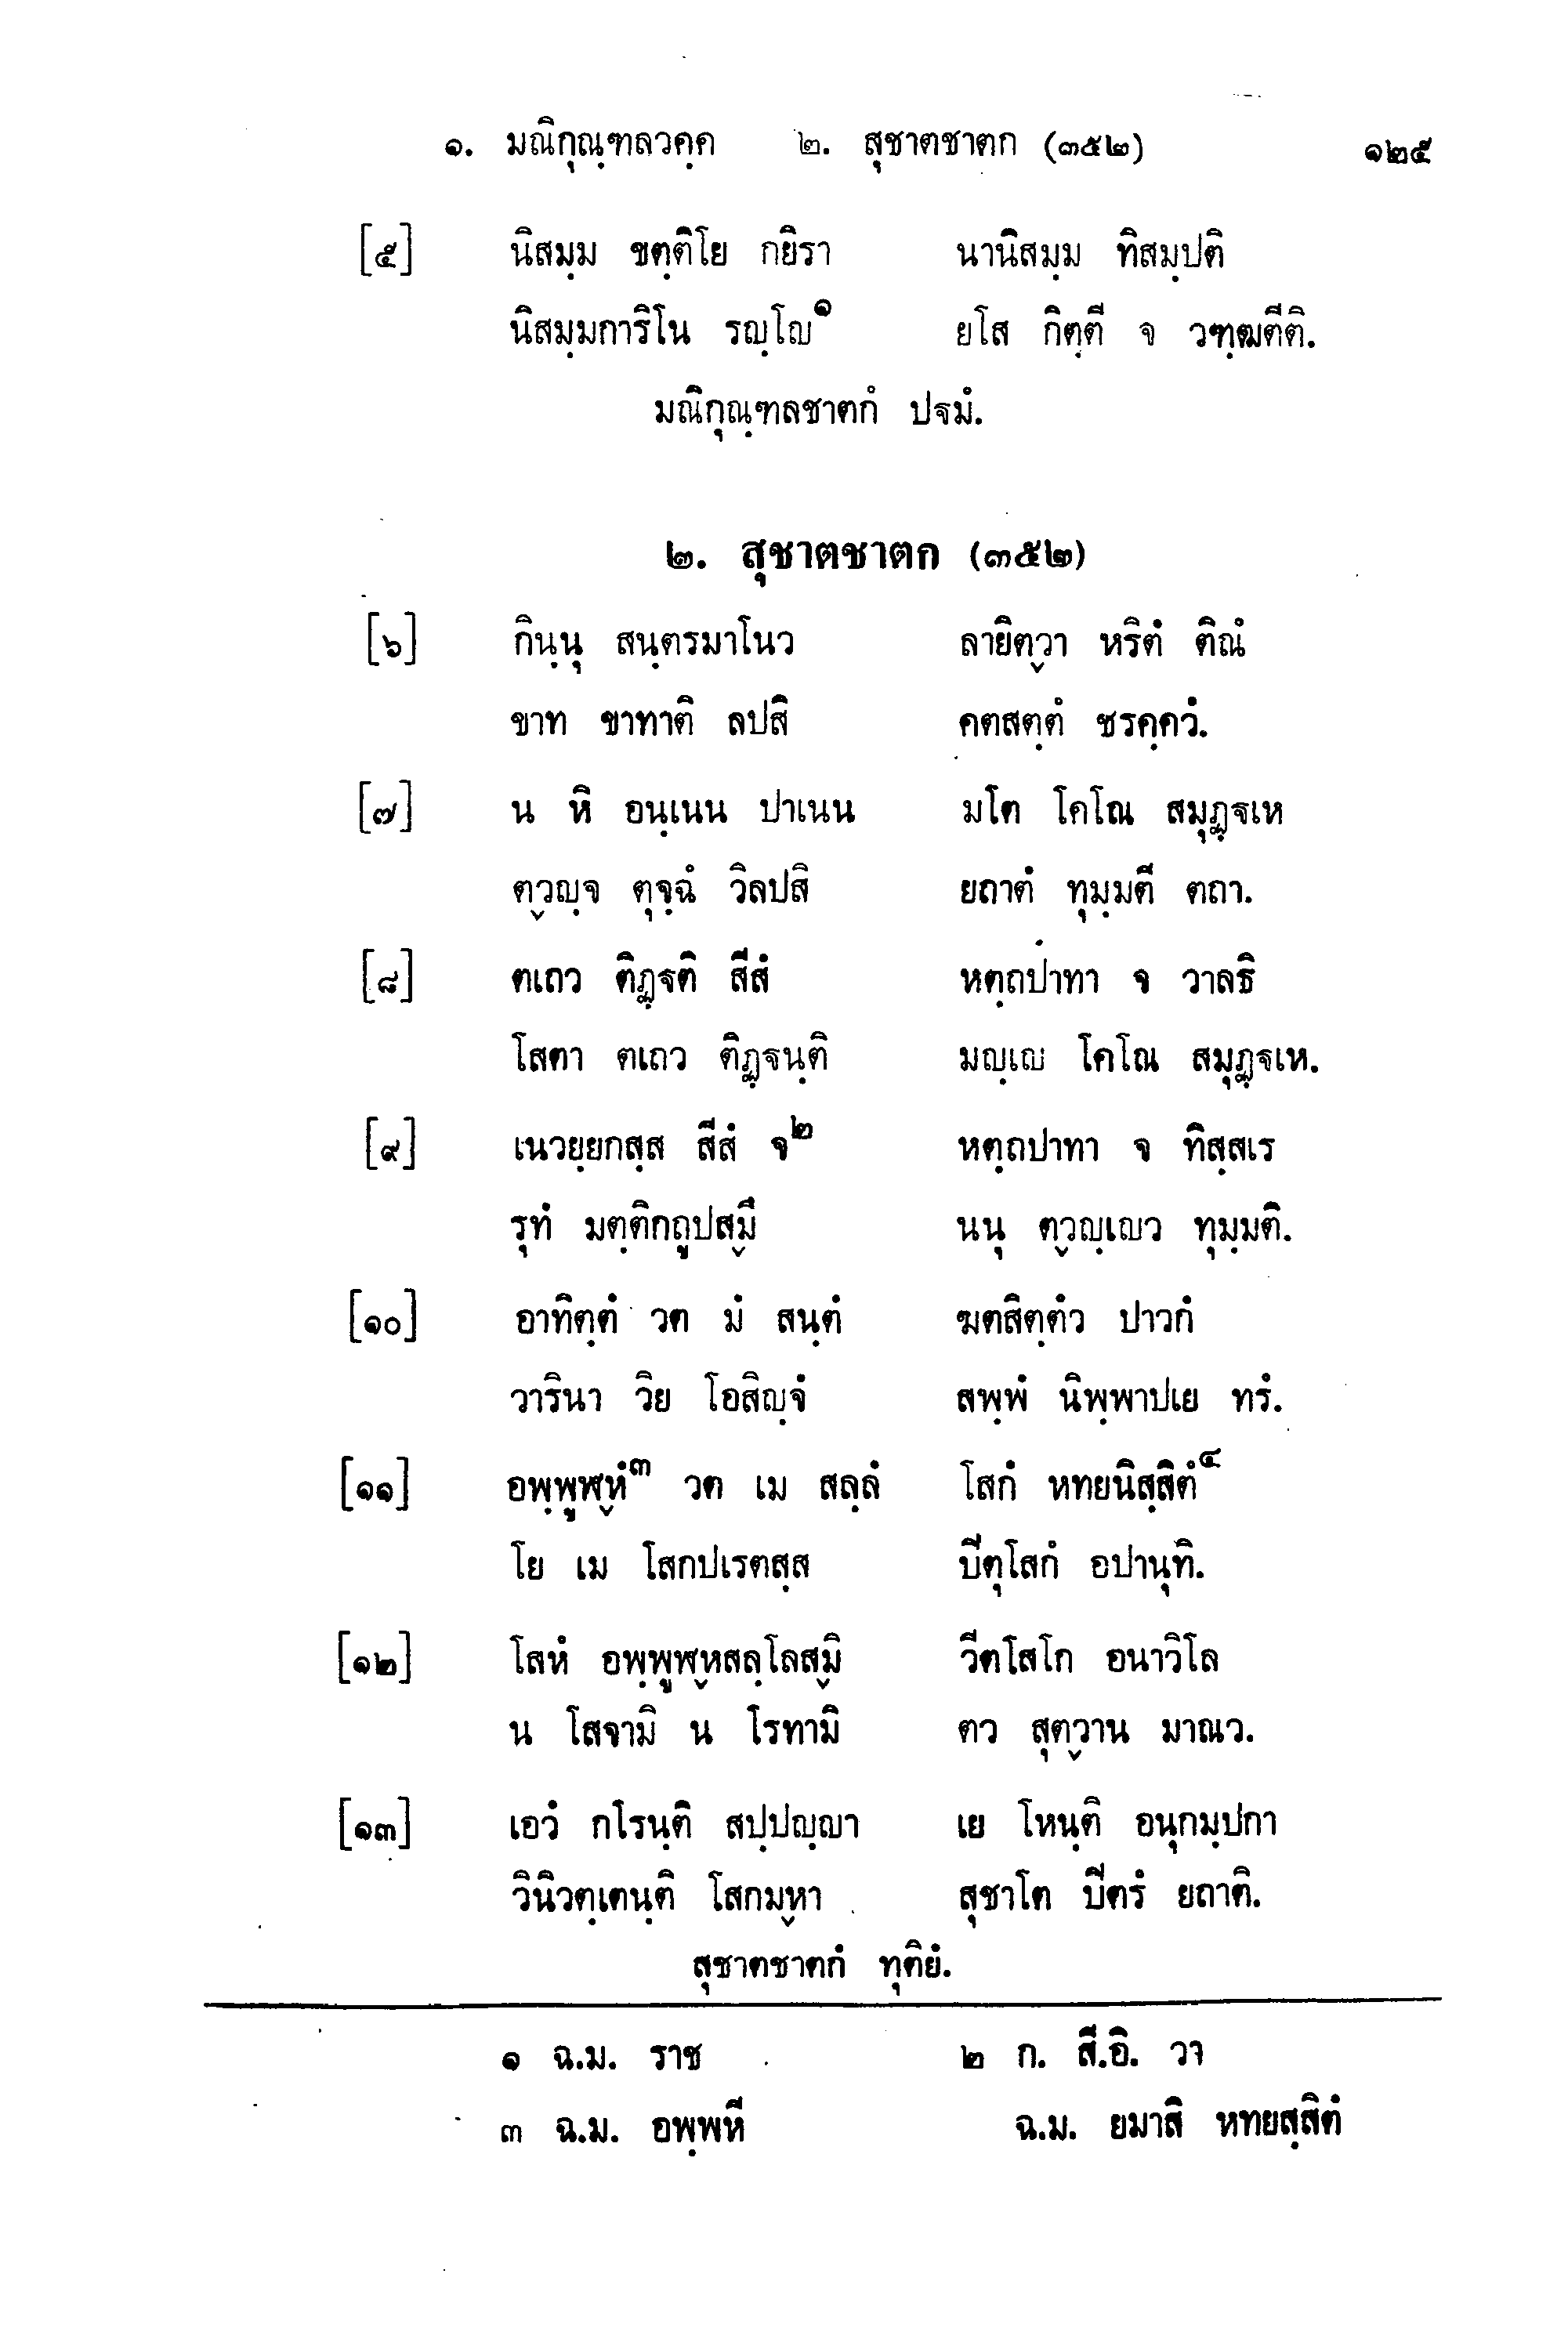 ๑. มณิกุณฺฑลวคฺค ๒. สุชาตชาตก (๓๕๒) ๑๒๕
[๕] นิสมฺม ขตฺติโย กยิรา นานิสมฺม ทิสมฺปติ
นิสมฺมการิโน รญฺโญ๑ ยโส กิตฺตี จ วฑฺฒตีติ.
มณิกุณฺฑลชาตกํ ปฐมํ.
๒. สุชาตชาตก (๓๕๒)
[๖] กินฺนุ สนฺตรมาโนว ลายิตฺวา หริตํ ติณํ
ขาท ขาทาติ ลปสิ คตสตฺตํ ชรคฺควํ.
[๗] น หิ อนฺเนน ปาเนน มโต โคโณ สมุฏฺฐเห
ตฺวญฺจ ตุจฺฉํ วิลปสิ ยถาตํ ทุมฺมตี ตถา.
[๘] ตเถว ติฏฺฐติ สีสํ หตฺถปาทา จ วาลธิ
โสตา ตเถว ติฏฺฐนฺติ มญฺเญ โคโณ สมุฏฺฐเห.
[๙] เนวยฺยกสฺส สีสํ จ๒ หตฺถปาทา จ ทิสฺสเร
รุทํ มตฺติกถูปสฺมึ นนุ ตฺวญฺเญว ทุมฺมติ.
[๑๐] อาทิตฺตํ วต มํ สนฺตํ ฆตสิตฺตํว ปาวกํ
วารินา วิย โอสิญฺจํ สพฺพํ นิพฺพาปเย ทรํ.
[๑๑] อพฺพูฬฺหํ๓ วต เม สลฺลํ โสกํ หทยนิสฺสิตํ๔
โย เม โสกปเรตสฺส ปีตุโสกํ อปานุทิ.
[๑๒] โสหํ อพฺพูฬฺหสลฺโลสฺมิ วีตโสโก อนาวิโล
น โสจามิ น โรทามิ ตว สุตฺวาน มาณว.
[๑๓] เอวํ กโรนฺติ สปฺปญฺญา เย โหนฺติ อนุกมฺปกา
วินิวตฺเตนฺติ โสกมฺหา สุชาโต ปีตรํ ยถาติ.
สุชาตชาตกํ ทุติยํ.
๑ ฉ.ม. ราช ๒ ก. สี.อิ. วา
๓ ฉ.ม. อพฺพหี ฉ.ม. ยมาสิ หทยสฺสิตํ